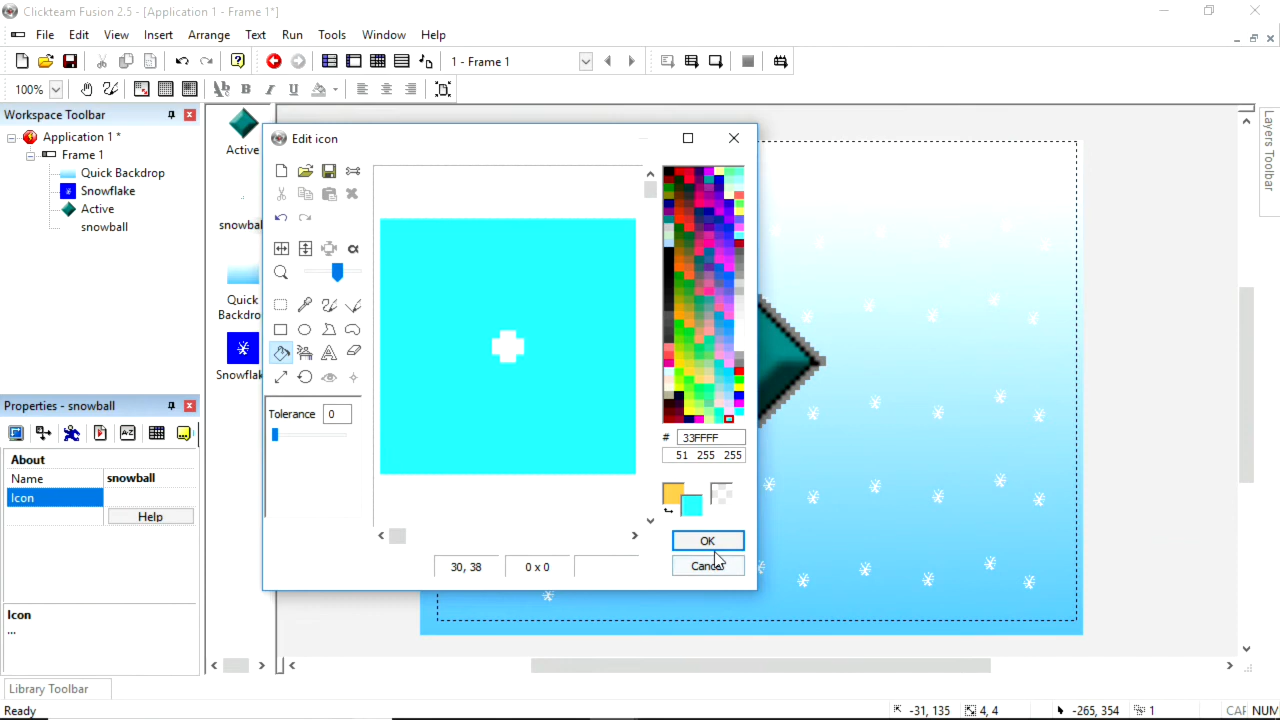 Clickteam Fusion 2.5 - [Application 1 - Frame 1*]
File Edit View Insert Arrange Text Run Tools Window Help
1 - Frame 1
100%
B I U
Workspace Toolbar
Application 1 *
Frame 1
Quick Backdrop
Snowflake
Active
snowball
Properties - snowball
About
Name snowball
Icon
Help
Icon
...
Library Toolbar
Active
snowbal
Quick
Backdro
Snowflak
Edit icon
Tolerance 0
# 33FFFF
51 255 255
OK
Cancel
30, 38 0 x 0
Layers Toolbar
Ready
-31, 135 4, 4 -265, 354 1 CAF NUM